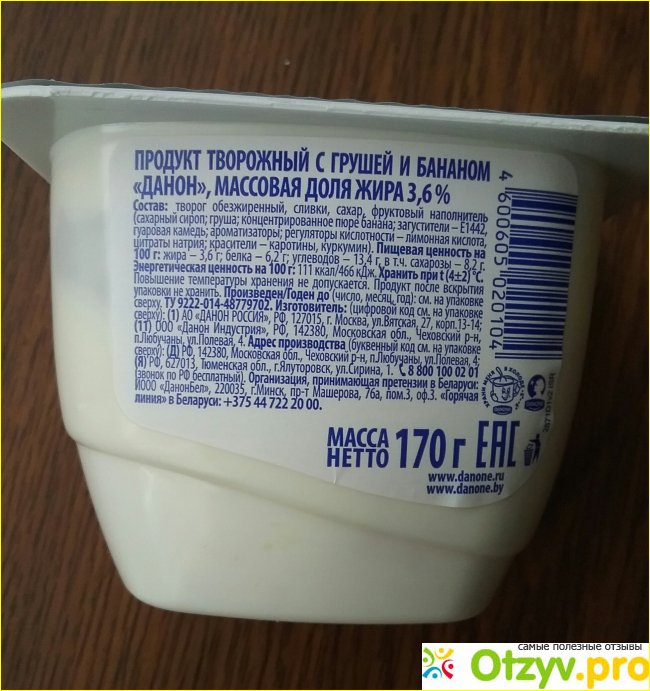 ПРОДУКТ ТВОРОЖНЫЙ С ГРУШЕЙ И БАНАНОМ
«ДАНОН», МАССОВАЯ ДОЛЯ ЖИРА 3,6 %
Состав: творог обезжиренный, сливки, сахар, фруктовый наполнитель
(сахарный сироп; груша; концентрированное пюре банана; загустители – Е1442,
гуаровая камедь; ароматизаторы; регуляторы кислотности – лимонная кислота,
цитраты натрия; красители – каротины, куркумин). Пищевая ценность на
100 г: жира – 3,6 г; белка – 6,2 г; углеводов – 13,4 г, в т.ч. сахарозы – 8,2 г.
Энергетическая ценность на 100 г: 111 ккал/466 кДж. Хранить при t (4±2)°С.
Повышение температуры хранения не допускается. Продукт после вскрытия
упаковки не хранить. Произведен/Годен до (число, месяц, год): см. на упаковке
сверху. ТУ 9222-014-48779702. Изготовитель: (цифровой код см. на упаковке
сверху): (1) АО «ДАНОН РОССИЯ», РФ, 127015, г. Москва, ул.Вятская, 27, корп.13-14;
(11) ООО "Данон Индустрия», РФ, 142380, Московская обл., Чеховский р-н,
п.Любучаны, ул.Полевая, 4. Адрес производства (буквенный код см. на упаковке
сверху): (Д) РФ, 142380, Московская обл., Чеховский р-н, п.Любучаны, ул.Полевая, 4;
(Я) РФ, 627013, Тюменская обл., г.Ялуторовск, ул.Сирина, 1. 8 800 100 02 01
(звонок по РФ бесплатный). Организация, принимающая претензии в Беларуси:
ИООО «ДанонБел», 220036, г.Минск, пр-т Машерова, 76а, пом.3, оф.3. «Горячая
линия» в Беларуси: +375 44 722 20 00.
4 600605 020104
МАССА
НЕТТО 170 г ЕАС
www.danone.ru
www.danone.by
самые полезные отзывы
Otzyv.pro